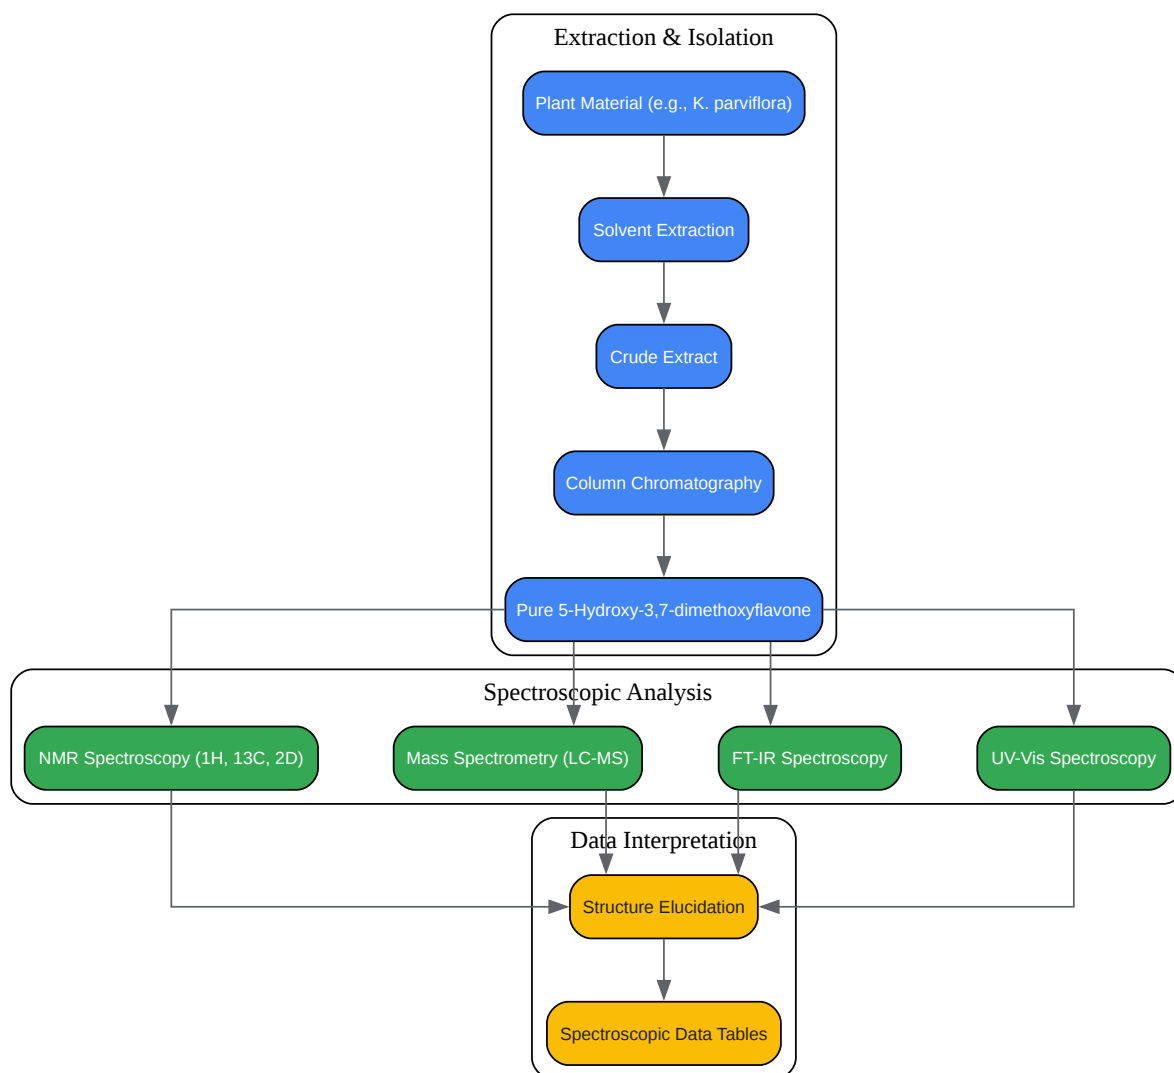 Extraction & Isolation
Plant Material (e.g., K. parviflora)
Solvent Extraction
Crude Extract
Column Chromatography
Pure 5-Hydroxy-3,7-dimethoxyflavone
Spectroscopic Analysis
NMR Spectroscopy (1H, 13C, 2D)
Mass Spectrometry (LC-MS)
FT-IR Spectroscopy
UV-Vis Spectroscopy
Data Interpretation
Structure Elucidation
Spectroscopic Data Tables